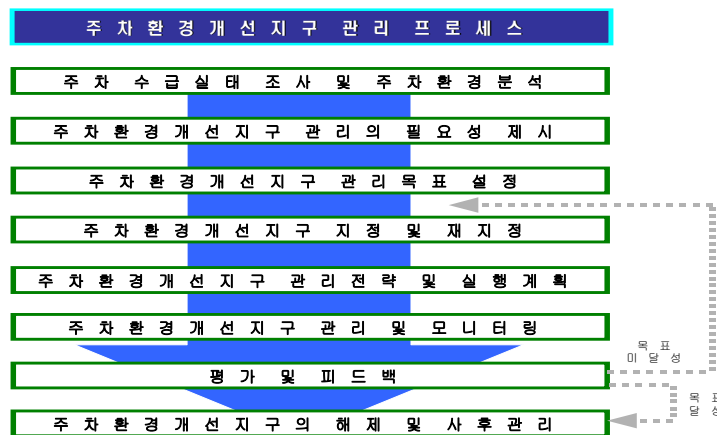 주차환경개선지구 관리 프로세스
주차 수급실태 조사 및 주차환경분석
주차환경개선지구 관리의 필요성 제시
주차환경개선지구 관리목표 설정
주차환경개선지구 지정 및 재지정
주차환경개선지구 관리전략 및 실행계획
주차환경개선지구 관리 및 모니터링
목표
미달성
평가 및 피드백
목표
달성
주차환경개선지구의 해제 및 사후관리